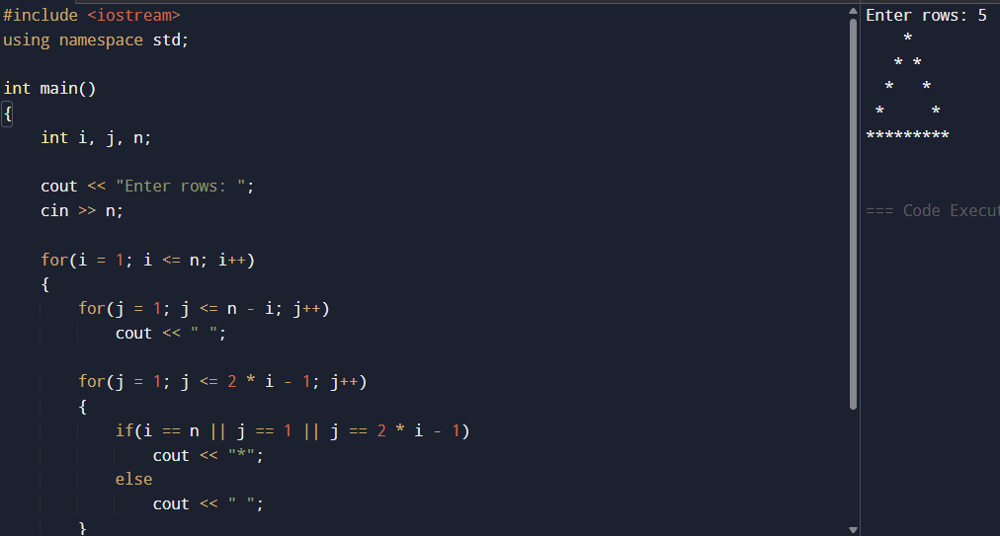 #include <iostream>
using namespace std;

int main()
{
    int i, j, n;

    cout << "Enter rows: ";
    cin >> n;

    for(i = 1; i <= n; i++)
    {
        for(j = 1; j <= n - i; j++)
            cout << " ";

        for(j = 1; j <= 2 * i - 1; j++)
        {
            if(i == n || j == 1 || j == 2 * i - 1)
                cout << "*";
            else
                cout << " ";
        }
Enter rows: 5
    *
   * *
  *   *
 *     *
*********

=== Code Execut